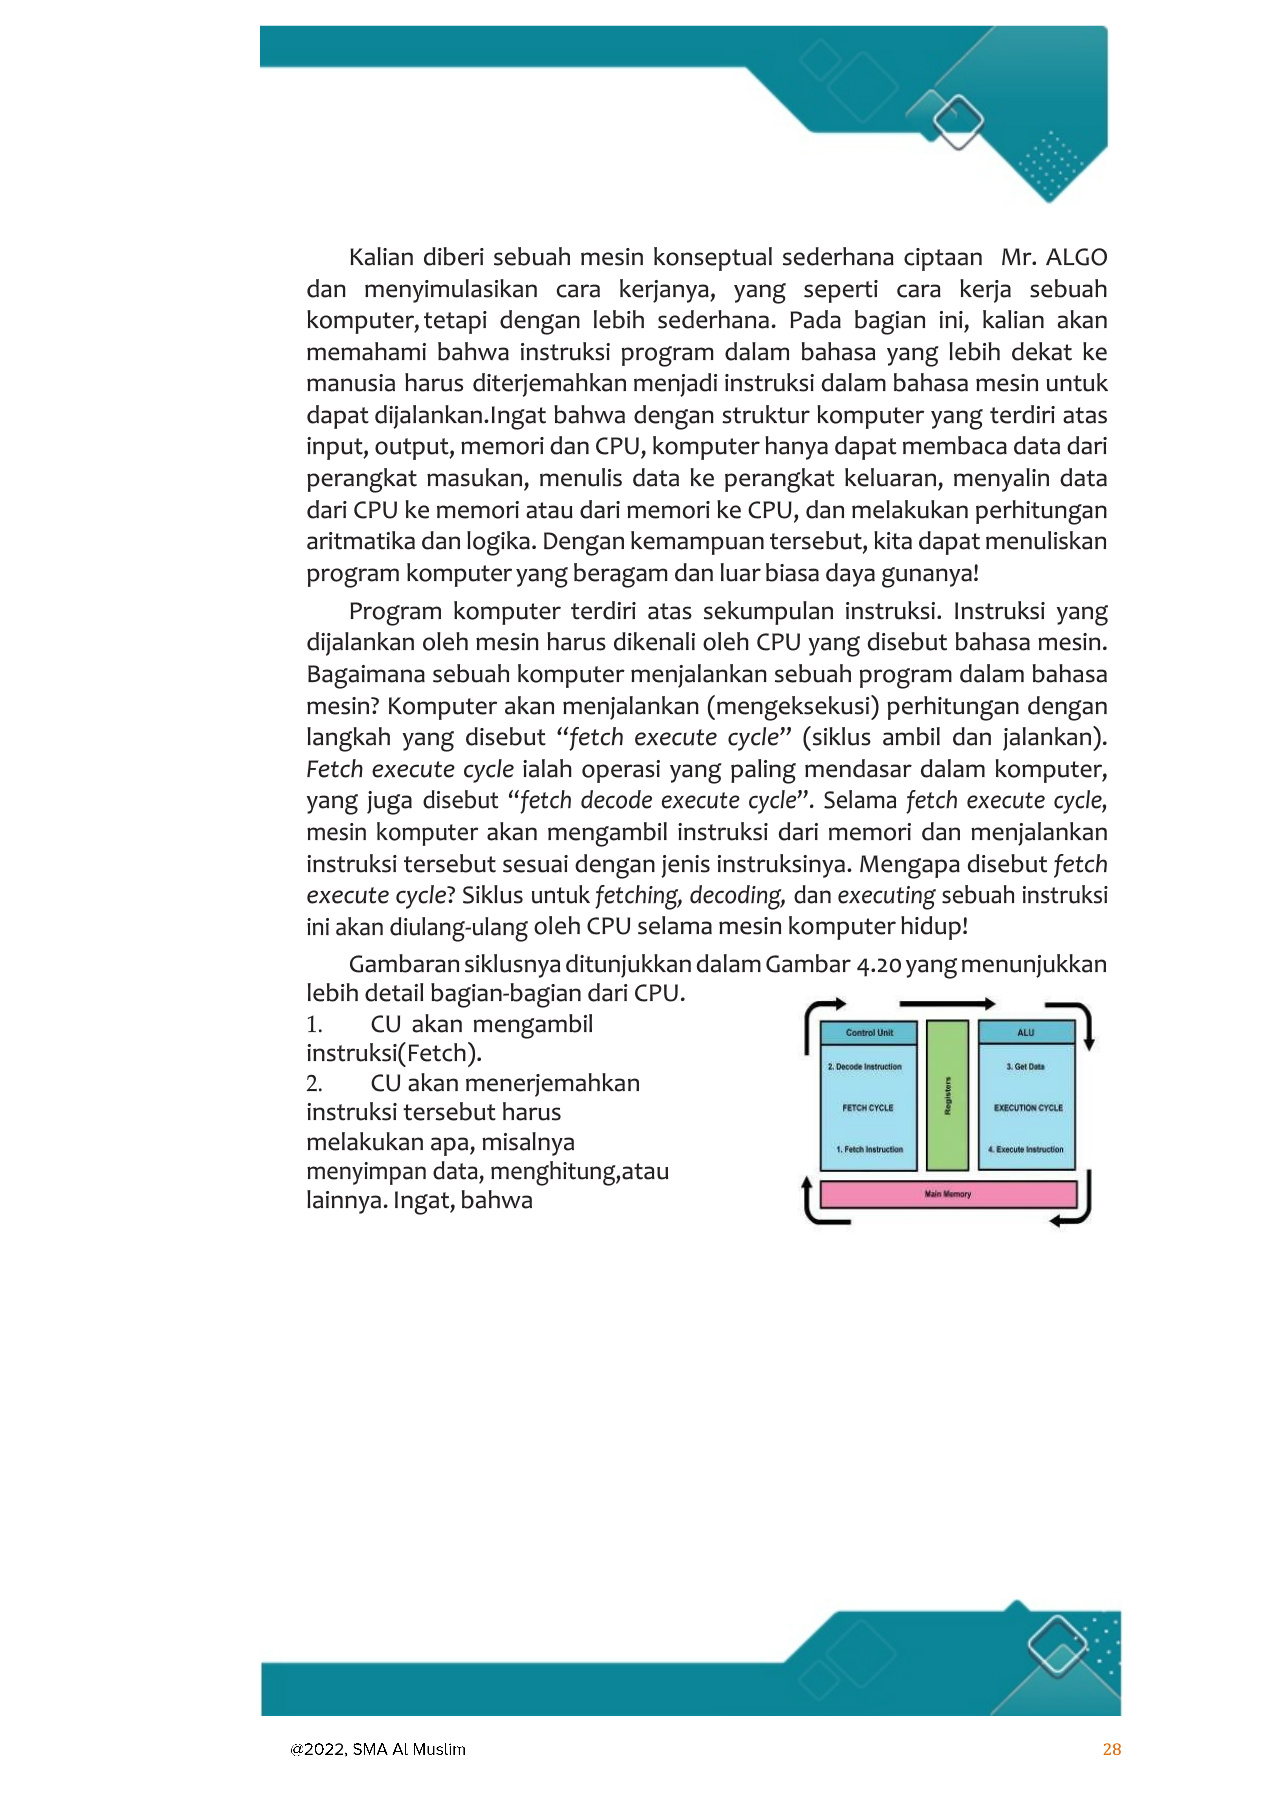 Kalian diberi sebuah mesin konseptual sederhana ciptaan Mr. ALGO
dan menyimulasikan cara kerjanya, yang seperti cara kerja sebuah
komputer, tetapi dengan lebih sederhana. Pada bagian ini, kalian akan
memahami bahwa instruksi program dalam bahasa yang lebih dekat ke
manusia harus diterjemahkan menjadi instruksi dalam bahasa mesin untuk
dapat dijalankan.Ingat bahwa dengan struktur komputer yang terdiri atas
input, output, memori dan CPU, komputer hanya dapat membaca data dari
perangkat masukan, menulis data ke perangkat keluaran, menyalin data
dari CPU ke memori atau dari memori ke CPU, dan melakukan perhitungan
aritmatika dan logika. Dengan kemampuan tersebut, kita dapat menuliskan
program komputer yang beragam dan luar biasa daya gunanya!
Program komputer terdiri atas sekumpulan instruksi. Instruksi yang
dijalankan oleh mesin harus dikenali oleh CPU yang disebut bahasa mesin.
Bagaimana sebuah komputer menjalankan sebuah program dalam bahasa
mesin? Komputer akan menjalankan (mengeksekusi) perhitungan dengan
langkah yang disebut “fetch execute cycle” (siklus ambil dan jalankan).
Fetch execute cycle ialah operasi yang paling mendasar dalam komputer,
yang juga disebut “fetch decode execute cycle”. Selama fetch execute cycle,
mesin komputer akan mengambil instruksi dari memori dan menjalankan
instruksi tersebut sesuai dengan jenis instruksinya. Mengapa disebut fetch
execute cycle? Siklus untuk fetching, decoding, dan executing sebuah instruksi
ini akan diulang-ulang oleh CPU selama mesin komputer hidup!
Gambaran siklusnya ditunjukkan dalam Gambar 4.20 yang menunjukkan
lebih detail bagian-bagian dari CPU.
1. CU akan mengambil
instruksi(Fetch).
2. CU akan menerjemahkan
instruksi tersebut harus
melakukan apa, misalnya
menyimpan data, menghitung,atau
lainnya. Ingat, bahwa
Control Unit
2. Decode Instruction
FETCH CYCLE
1. Fetch Instruction
Registers
ALU
3. Get Data
EXECUTION CYCLE
4. Execute Instruction
Main Memory
@2022, SMA Al Muslim
28